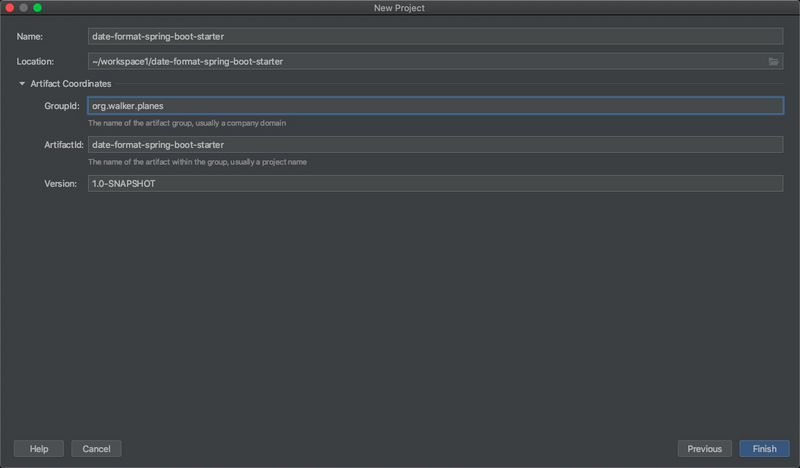 New Project
Name: date-format-spring-boot-starter
Location: ~/workspace1/date-format-spring-boot-starter
Artifact Coordinates
GroupId: org.walker.planes
The name of the artifact group, usually a company domain
ArtifactId: date-format-spring-boot-starter
The name of the artifact within the group, usually a project name
Version: 1.0-SNAPSHOT
Help Cancel Previous Finish